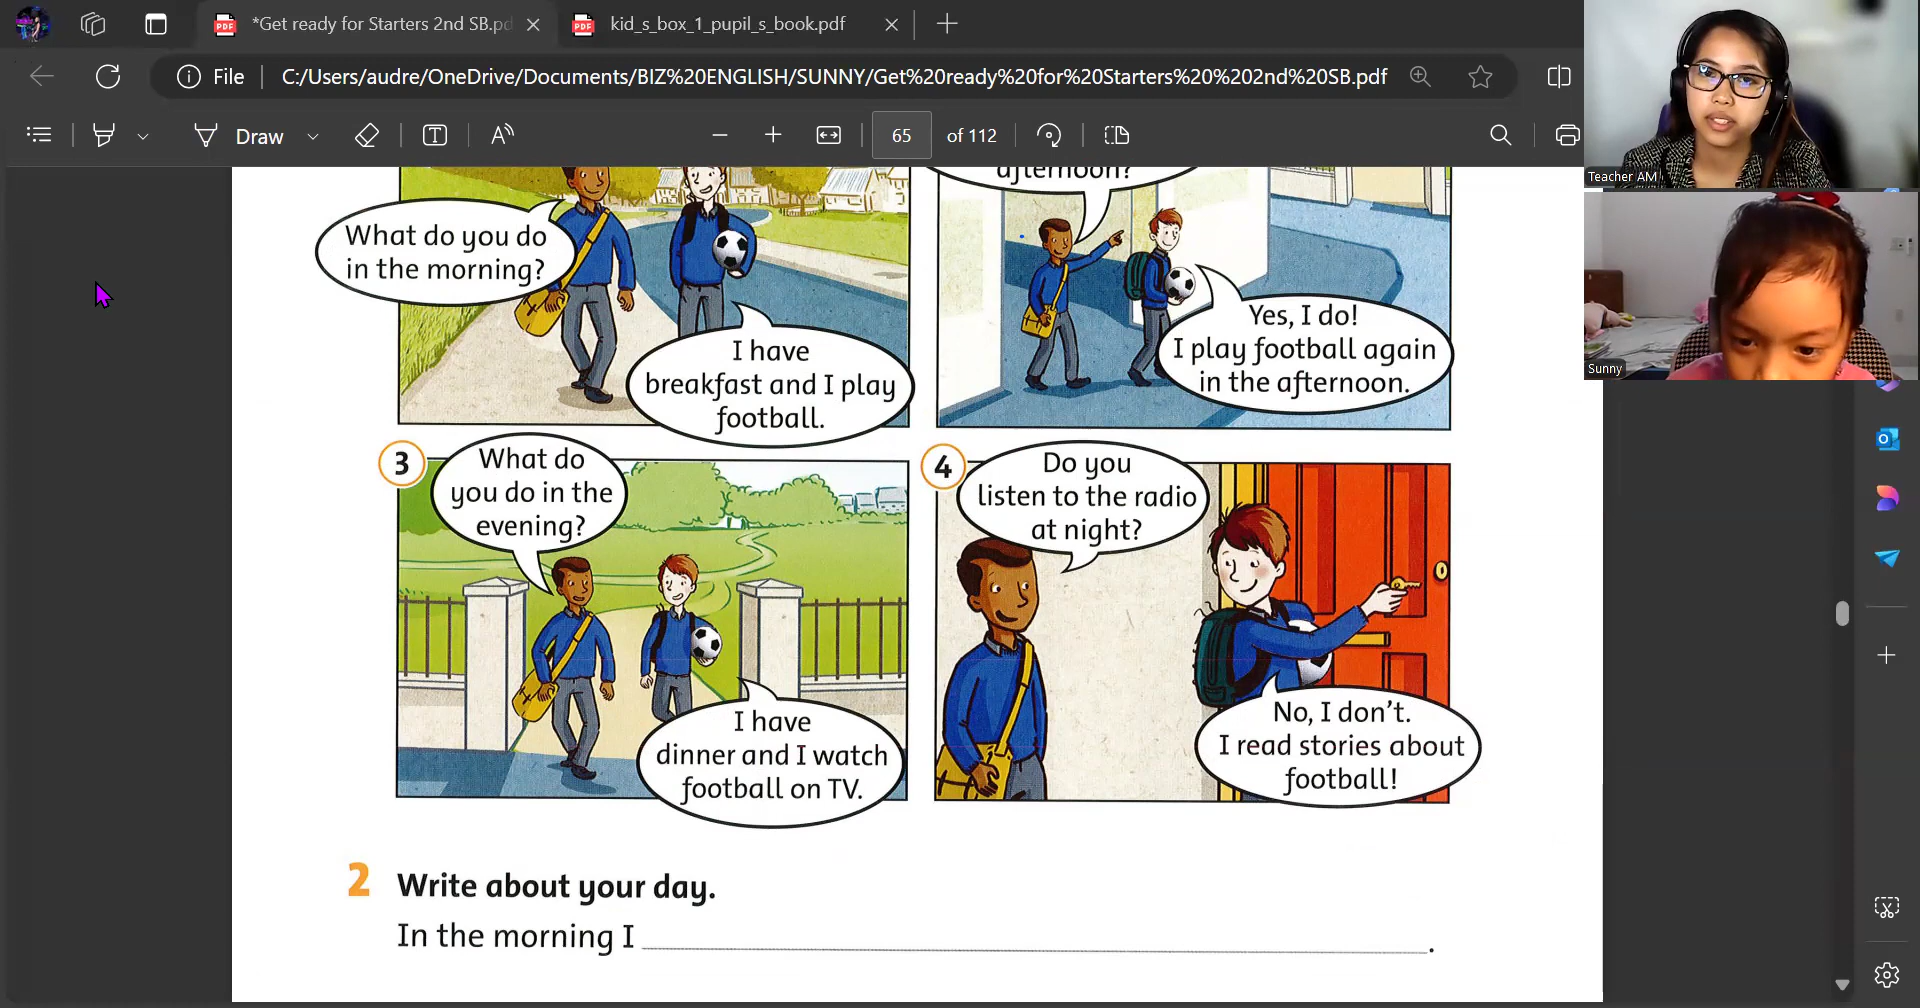 *Get ready for Starters 2nd SB.pd
kid_s_box_1_pupil_s_book.pdf
File
C:/Users/audre/OneDrive/Documents/BIZ%20ENGLISH/SUNNY/Get%20ready%20for%20Starters%20%202nd%20SB.pdf
Draw
65
of 112
Teacher AM
Sunny
What do you do
in the morning?
I have
breakfast and I play
football.
afternoon?
Yes, I do!
I play football again
in the afternoon.
3
What do
you do in the
evening?
I have
dinner and I watch
football on TV.
4
Do you
listen to the radio
at night?
No, I don't.
I read stories about
football!
2 Write about your day.
In the morning I .